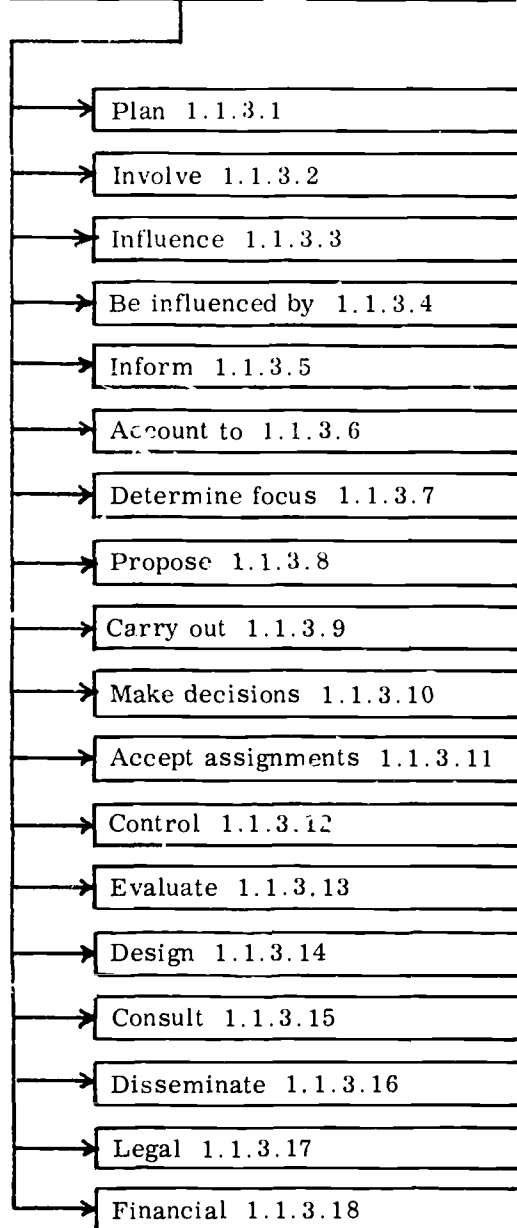 Plan 1.1.3.1
Involve 1.1.3.2
Influence 1.1.3.3
Be influenced by 1.1.3.4
Inform 1.1.3.5
Account to 1.1.3.6
Determine focus 1.1.3.7
Propose 1.1.3.8
Carry out 1.1.3.9
Make decisions 1.1.3.10
Accept assignments 1.1.3.11
Control 1.1.3.12
Evaluate 1.1.3.13
Design 1.1.3.14
Consult 1.1.3.15
Disseminate 1.1.3.16
Legal 1.1.3.17
Financial 1.1.3.18